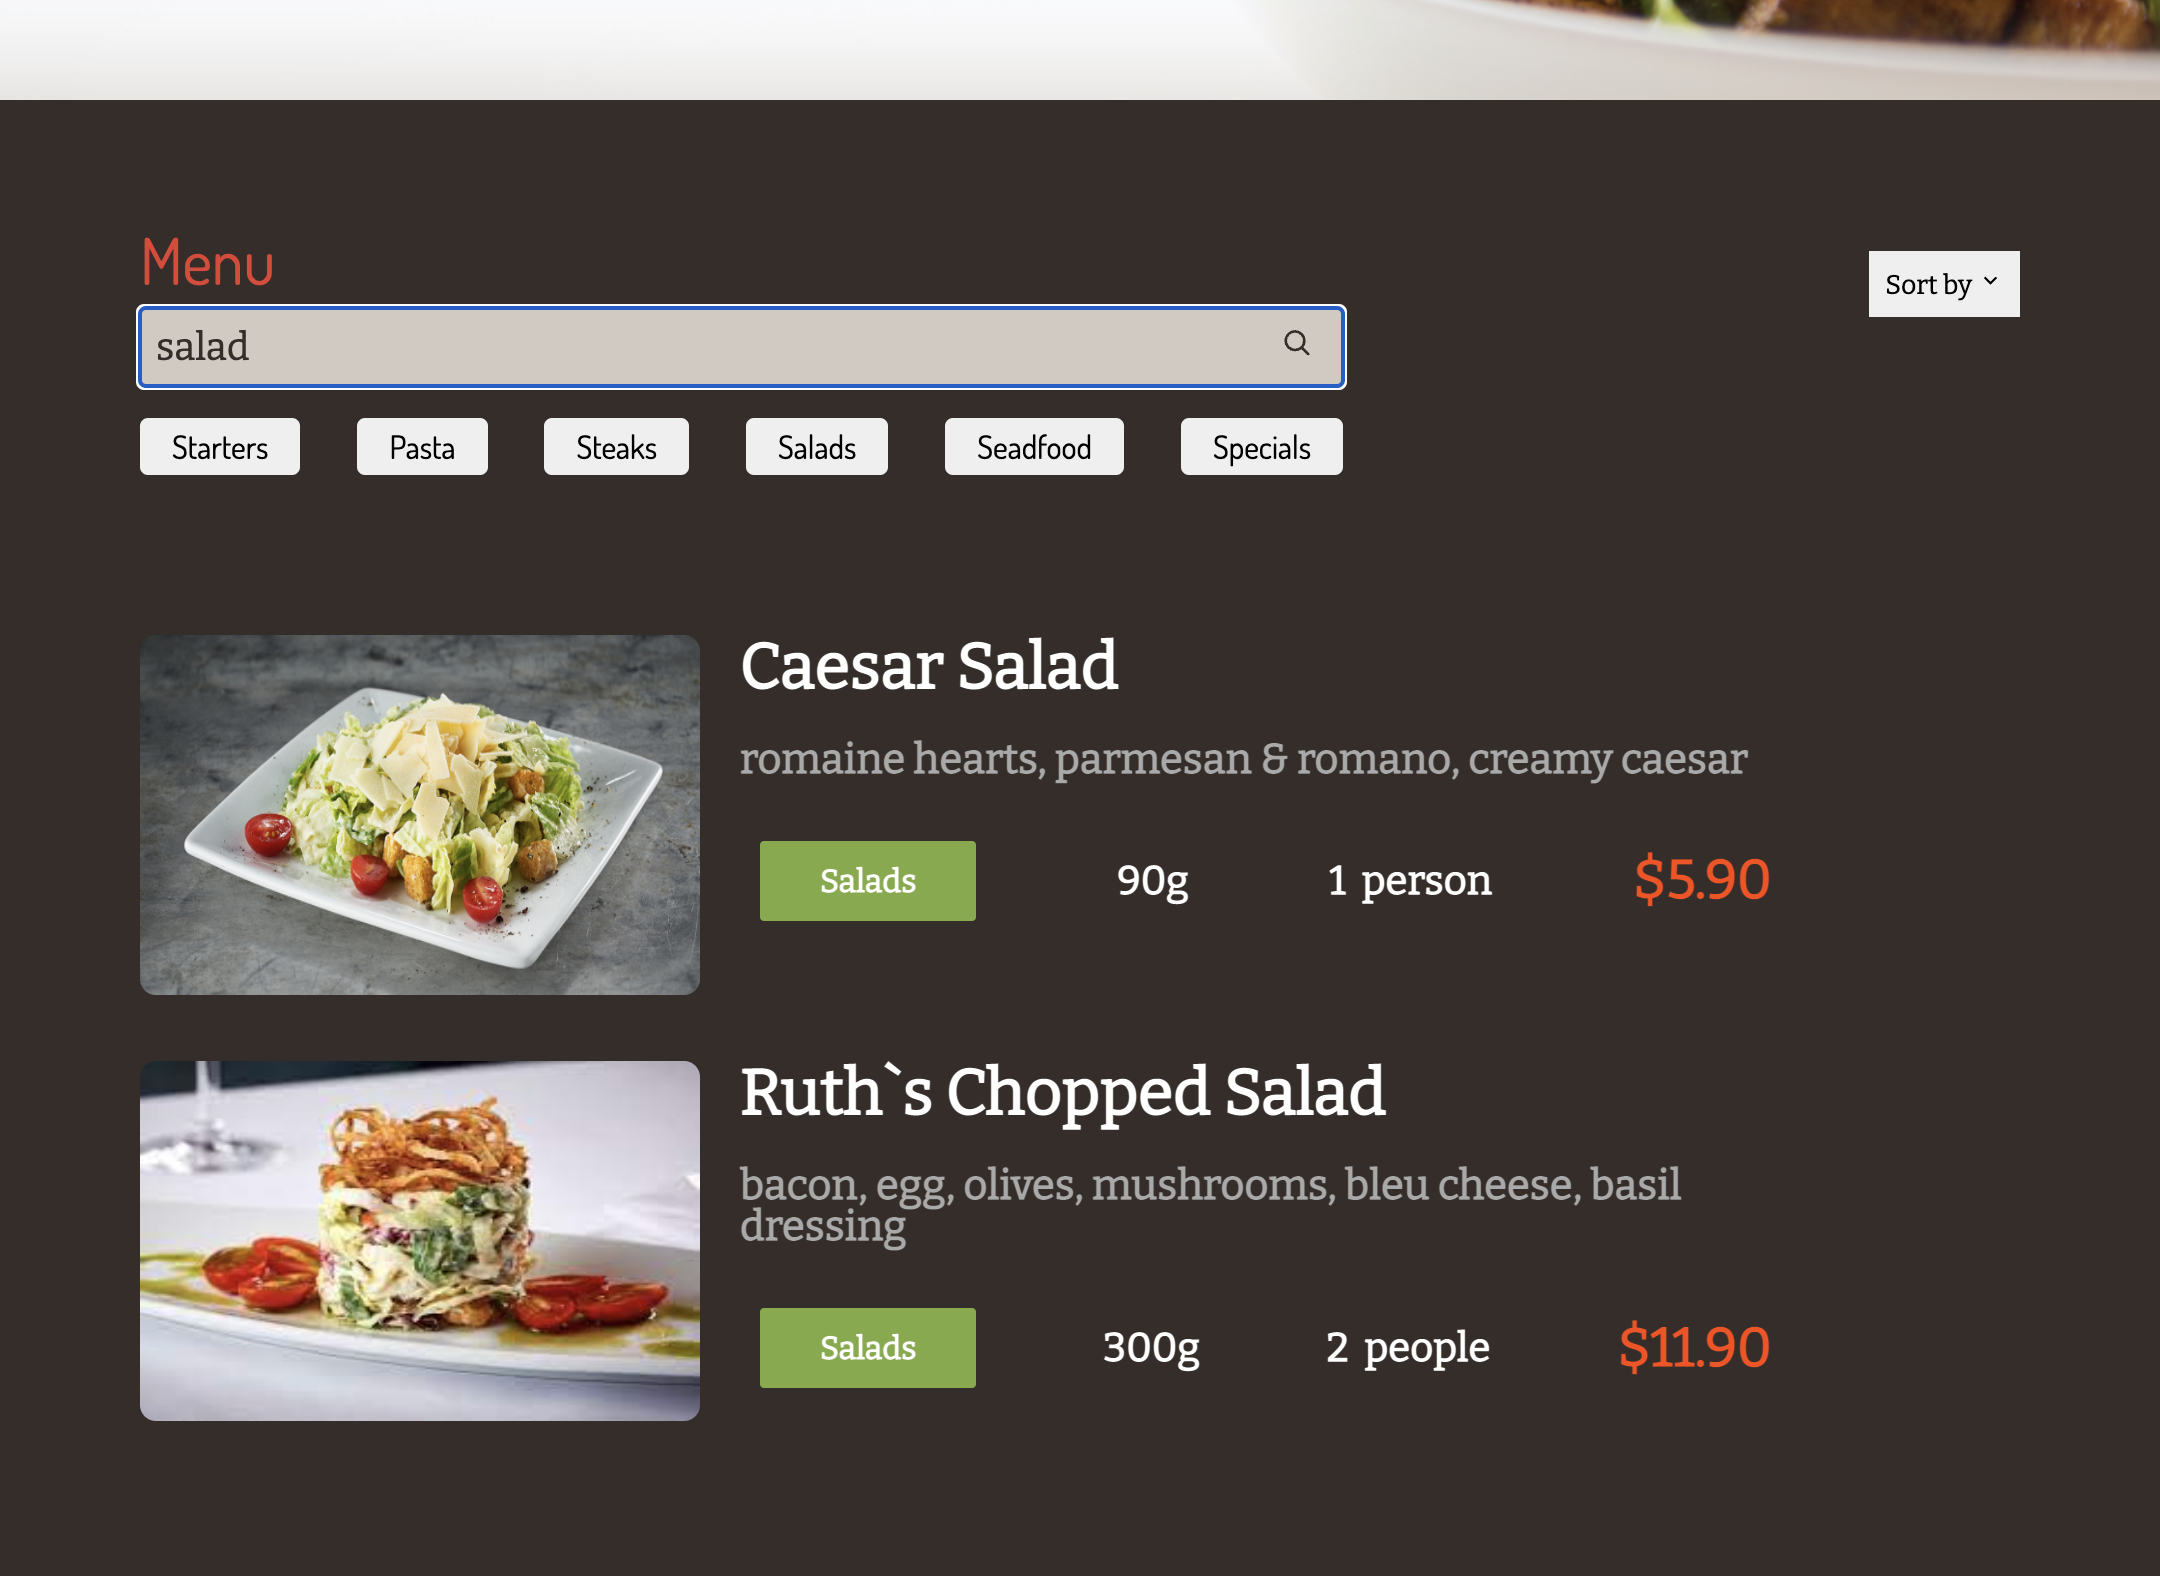 Menu
Sort by
salad
Starters
Pasta
Steaks
Salads
Seadfood
Specials
Caesar Salad
romaine hearts, parmesan & romano, creamy caesar
Salads
90g
1 person
$5.90
Ruth`s Chopped Salad
bacon, egg, olives, mushrooms, bleu cheese, basil
dressing
Salads
300g
2 people
$11.90